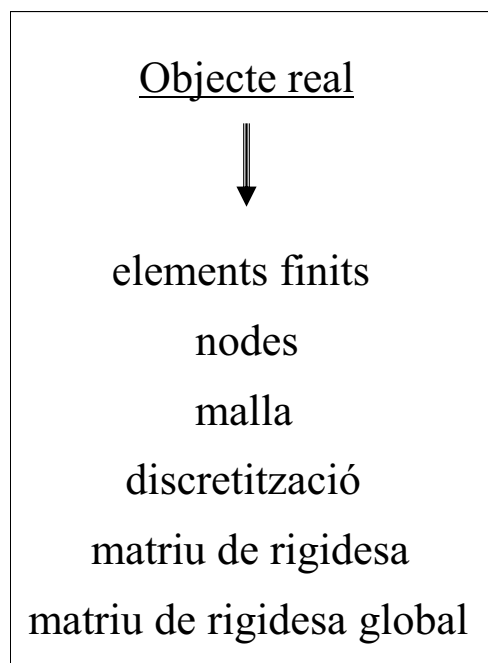 Objecte real
elements finits
nodes
malla
discretització
matriu de rigidesa
matriu de rigidesa global